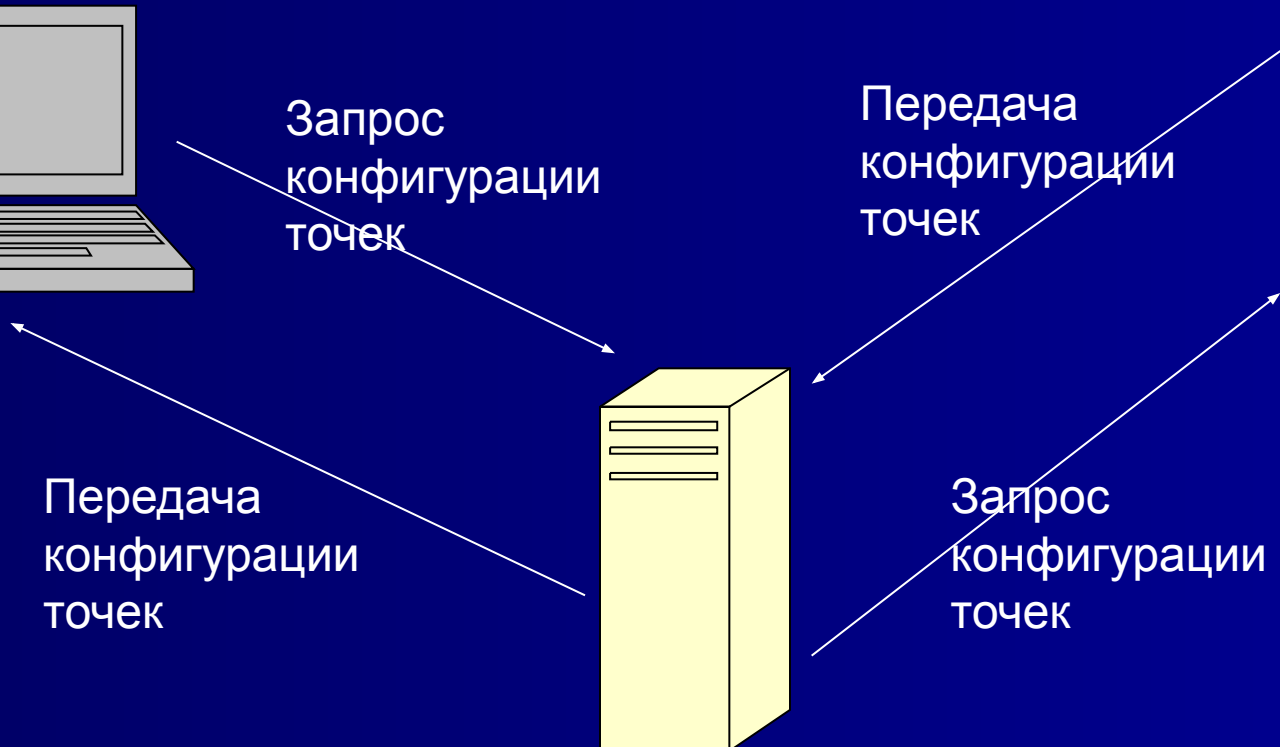 Запрос
конфигурации
точек
Передача
конфигурации
точек
Передача
конфигурации
точек
Запрос
конфигурации
точек